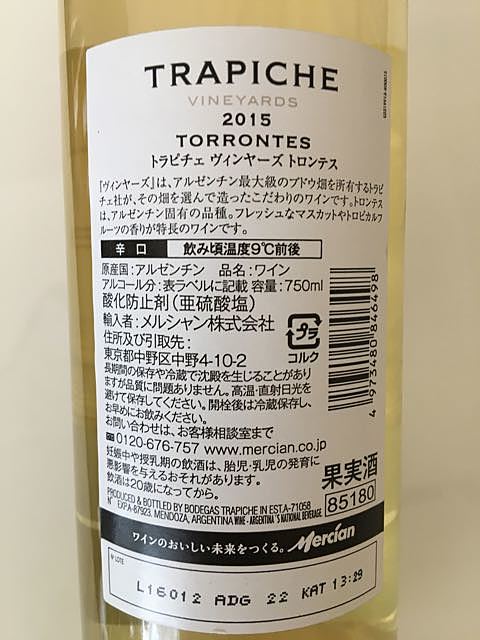 TRAPICHE
VINEYARDS
2015
TORRONTES
トラピチェ ヴィンヤーズ トロンテス
『ヴィンヤーズ』は、アルゼンチン最大級のブドウ畑を所有するトラピ
チェ社が、その畑を選んで造ったこだわりのワインです。トロンテス
は、アルゼンチン固有の品種。フレッシュなマスカットやトロピカルフ
ルーツの香りが特長のワインです。
辛口 飲み頃温度9℃前後
原産国:アルゼンチン 品名:ワイン
アルコール分:表ラベルに記載 容量:750ml
酸化防止剤(亜硫酸塩)
輸入者:メルシャン株式会社
住所及び引取先:
東京都中野区中野4-10-2
プラ
コルク
長期間の保存や冷蔵で沈殿を生じることがあり
ますが品質に問題ありません。高温・直射日光を
避けて保存してください。開栓後は冷蔵保存し、
お早めにお飲みください。
お問い合わせは、お客様相談室まで
0120-676-757 www.mercian.co.jp
妊娠中や授乳期の飲酒は、胎児・乳児の発育に
悪影響を与えるおそれがあります。
飲酒は20歳になってから。
4 973480 846498
果実酒
85180
PRODUCED & BOTTLED BY BODEGAS TRAPICHE IN EST.A-71058
N° EXP.A-87923. MENDOZA, ARGENTINA WINE - ARGENTINA'S NATIONAL BEVERAGE
ワインのおいしい未来をつくる。 Mercian
Nº LOTE
L16012 ADG 22 KAT 13:29